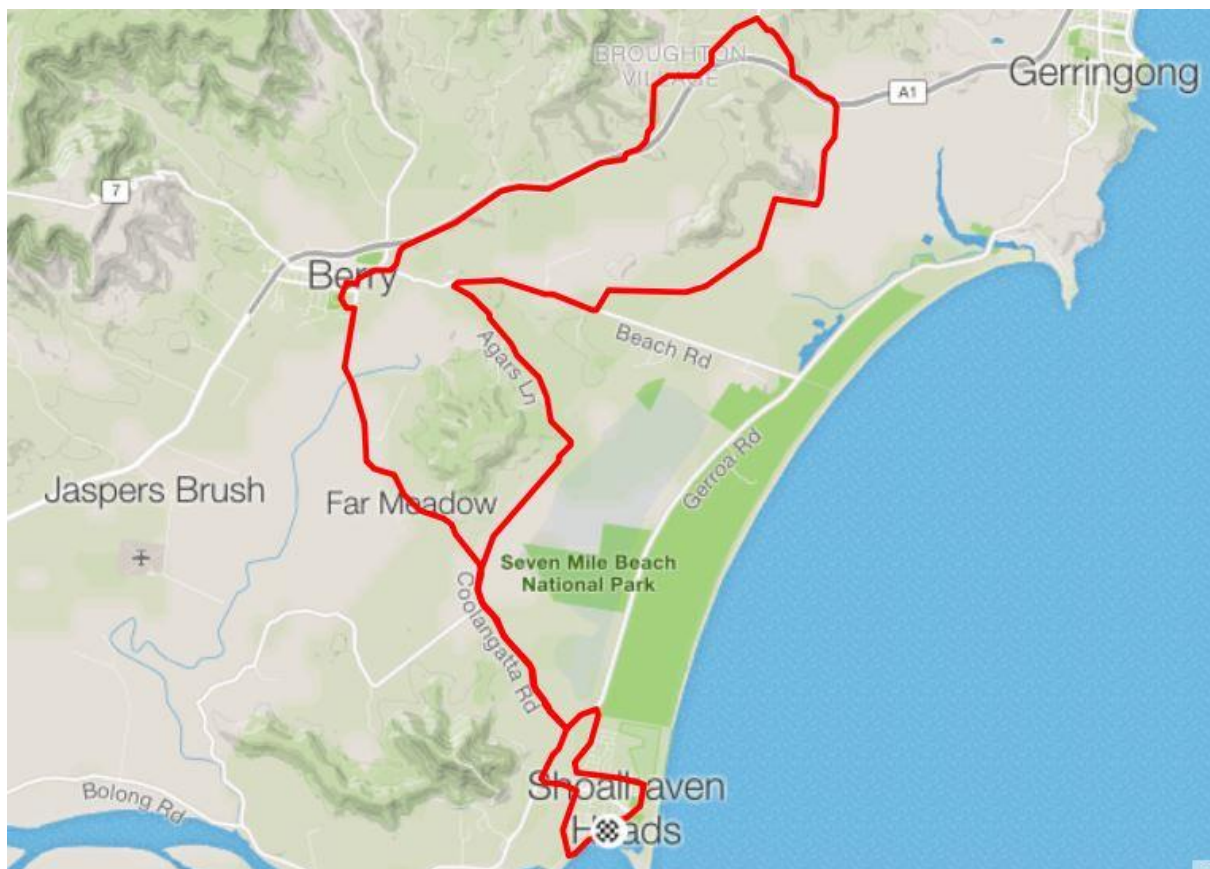 BROUGHTON
VILLAGE
Gerringong
A1
7
Berry
Beach Rd
Agars Ln
Gerroa Rd
Jaspers Brush
Far Meadow
Seven Mile Beach
National Park
Coolangatta Rd
Shoalhaven
Heads
Bolong Rd